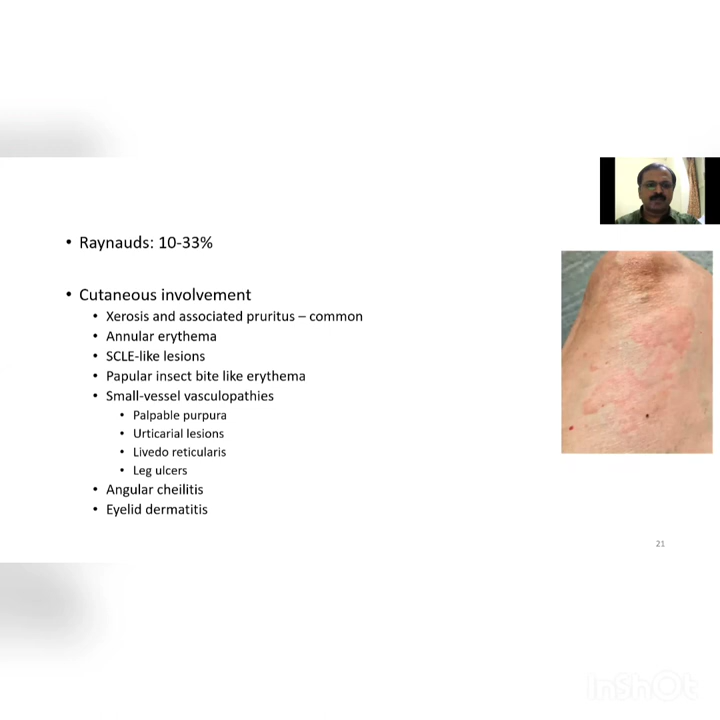 • Raynauds: 10-33%
• Cutaneous involvement
• Xerosis and associated pruritus – common
• Annular erythema
• SCLE-like lesions
• Papular insect bite like erythema
• Small-vessel vasculopathies
• Palpable purpura
• Urticarial lesions
• Livedo reticularis
• Leg ulcers
• Angular cheilitis
• Eyelid dermatitis
21
InShOt